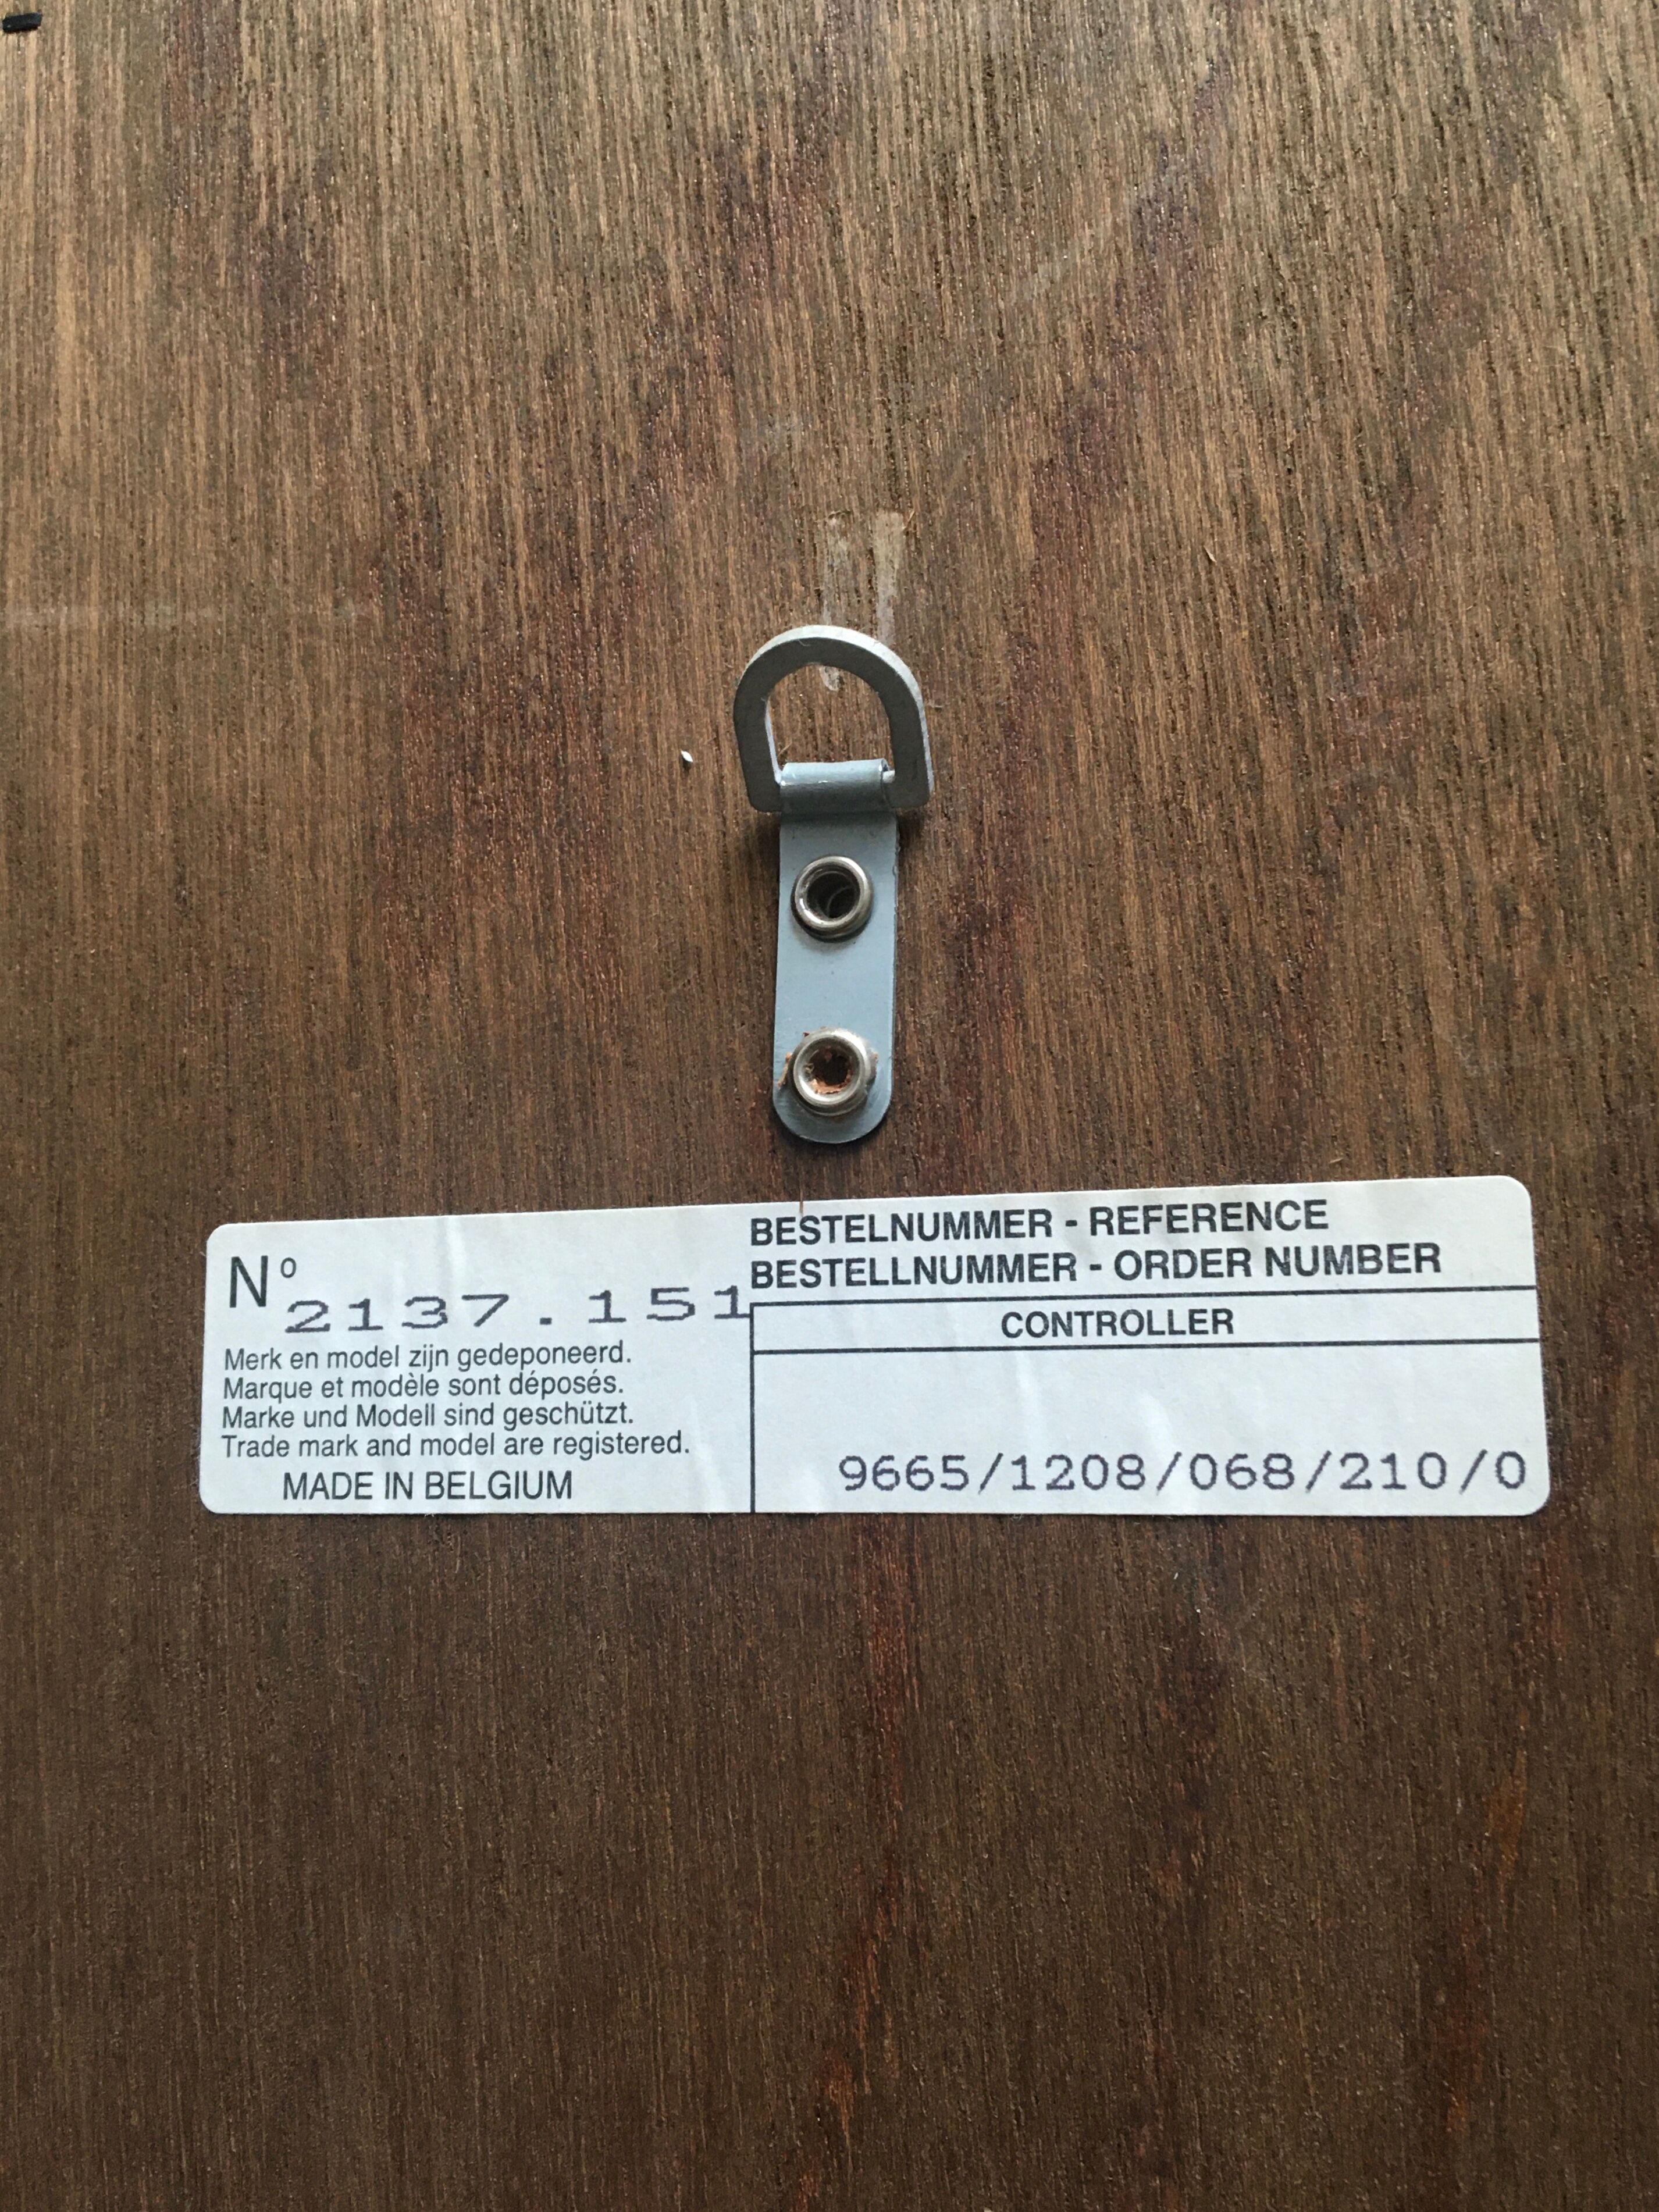 Nº
2137.151
Merk en model zijn gedeponeerd.
Marque et modèle sont déposés.
Marke und Modell sind geschützt.
Trade mark and model are registered.
MADE IN BELGIUM
BESTELNUMMER - REFERENCE
BESTELLNUMMER - ORDER NUMBER
CONTROLLER
9665/1208/068/210/0